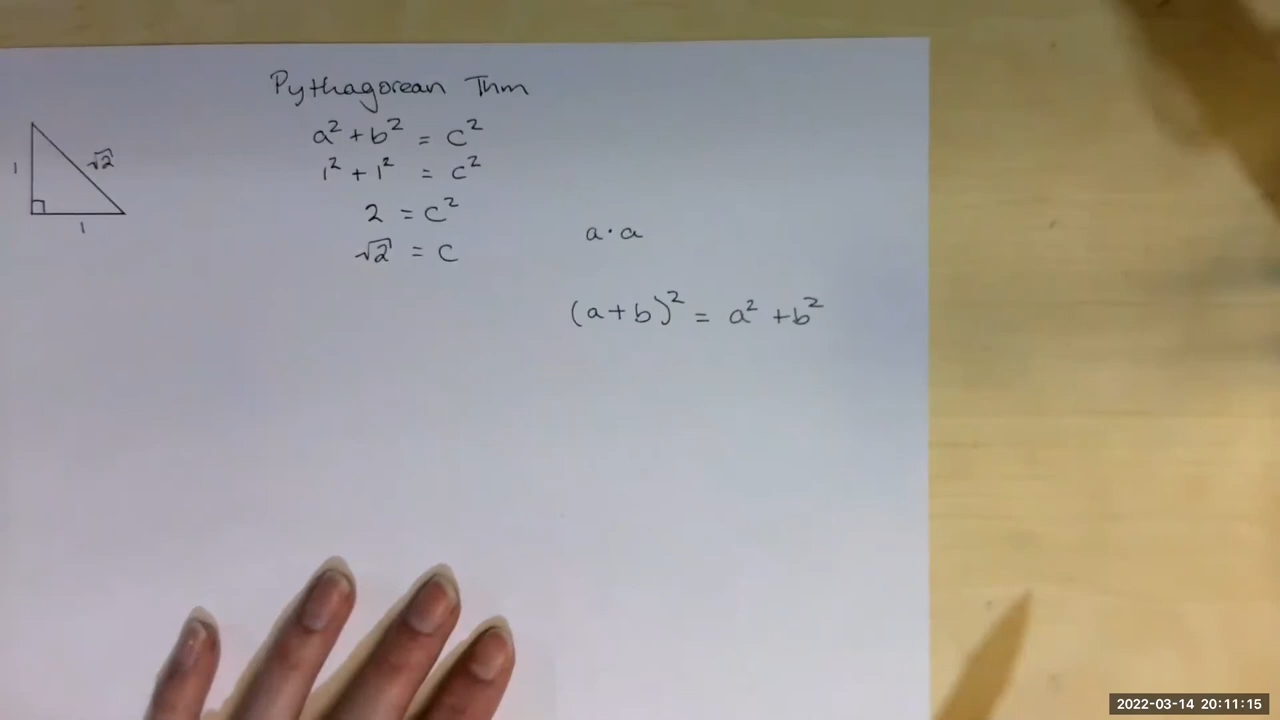 Pythagorean Thm
a² + b² = c²
1² + 1² = c²
2 = c²
√2 = c
1
√2
1
a · a
(a + b)² = a² + b²
2022-03-14 20:11:15